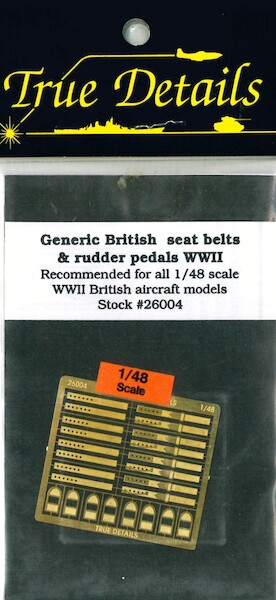 True Details
Generic British seat belts
& rudder pedals WWII
Recommended for all 1/48 scale
WWII British aircraft models
Stock #26004
1/48
Scale
26004
1/48
TRUE DETAILS